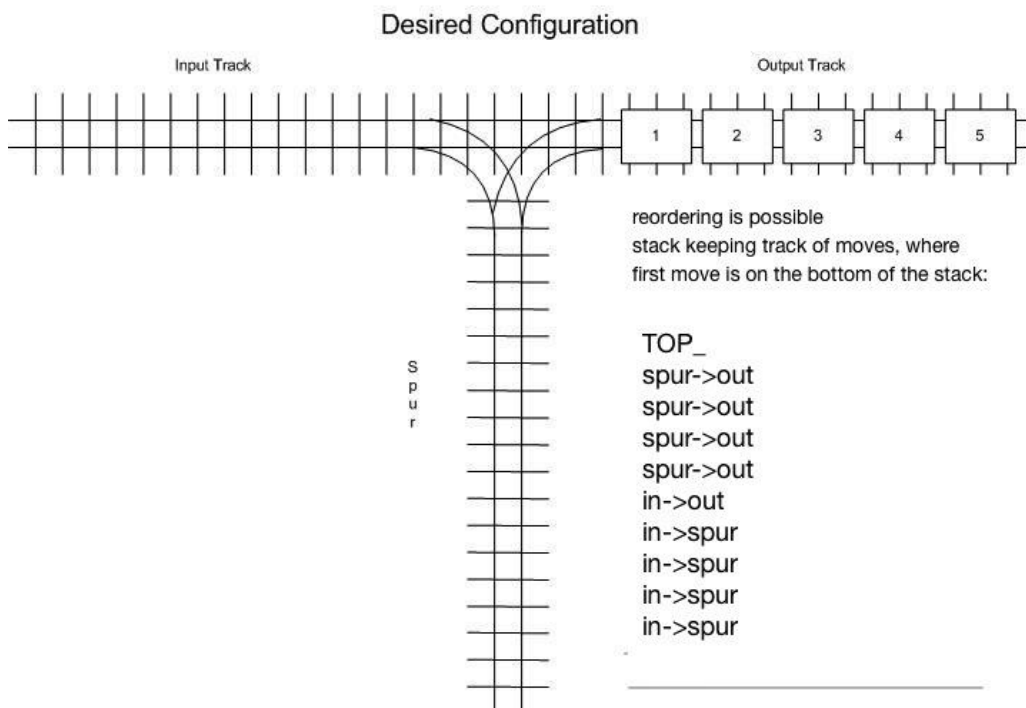 Desired Configuration
Input Track
Output Track
1 2 3 4 5
reordering is possible
stack keeping track of moves, where
first move is on the bottom of the stack:
TOP_
spur->out
spur->out
spur->out
spur->out
in->out
in->spur
in->spur
in->spur
in->spur
S
p
u
r